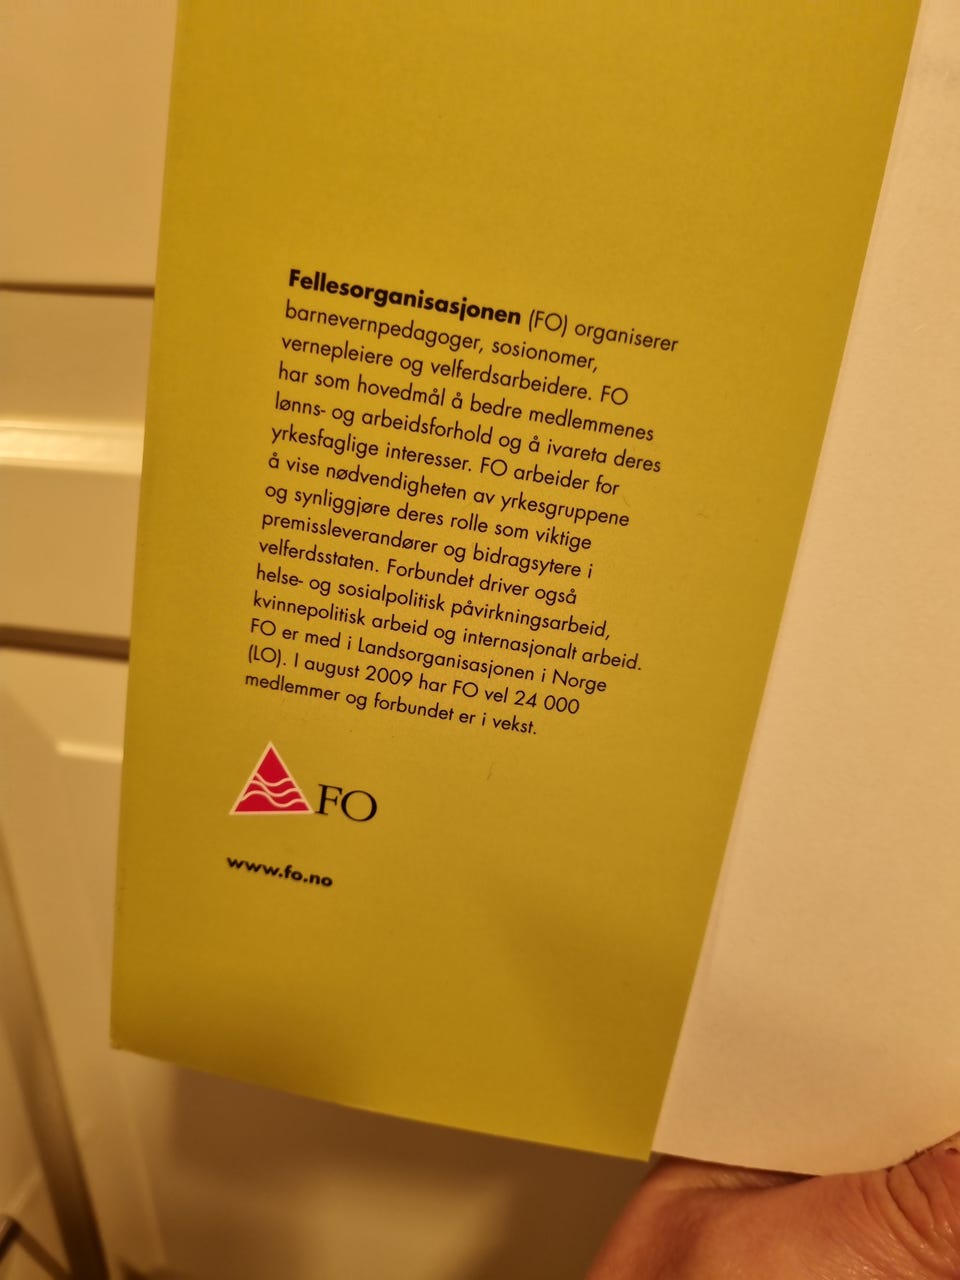 Fellesorganisasjonen (FO) organiserer
barnevernpedagoger, sosionomer,
vernepleiere og velferdsarbeidere. FO
har som hovedmål å bedre medlemmenes
lønns- og arbeidsforhold og å ivareta deres
yrkesfaglige interesser. FO arbeider for
å vise nødvendigheten av yrkesgruppene
og synliggjøre deres rolle som viktige
premissleverandører og bidragsytere i
velferdsstaten. Forbundet driver også
helse- og sosialpolitisk påvirkningsarbeid,
kvinnepolitisk arbeid og internasjonalt arbeid.
FO er med i Landsorganisasjonen i Norge
(LO). I august 2009 har FO vel 24 000
medlemmer og forbundet er i vekst.
FO
www.fo.no